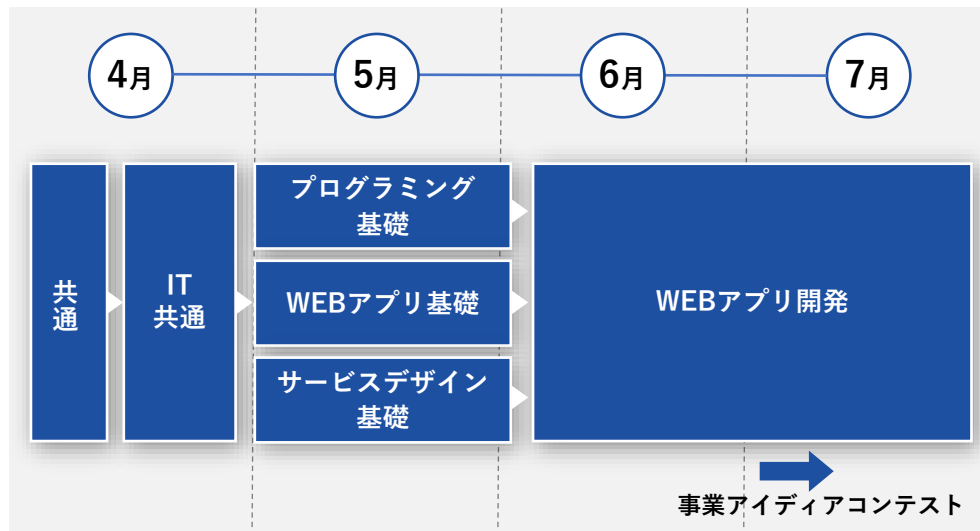 4月
5月
6月
7月
共
通
IT
共通
プログラミング
基礎
WEBアプリ基礎
サービスデザイン
基礎
WEBアプリ開発
事業アイディアコンテスト